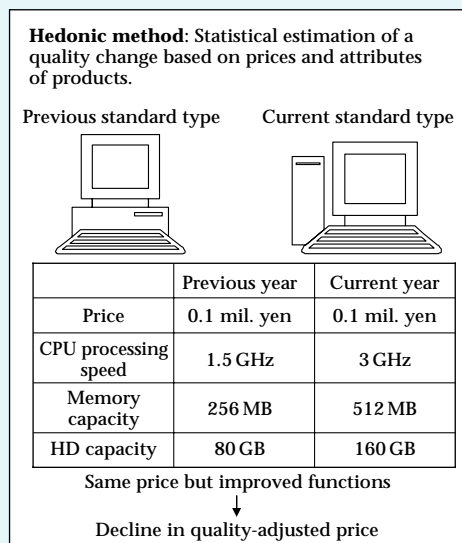 Hedonic method: Statistical estimation of a
quality change based on prices and attributes
of products.
Previous standard type
Current standard type
Previous year Current year
Price 0.1 mil. yen 0.1 mil. yen
CPU processing
speed 1.5 GHz 3 GHz
Memory
capacity 256 MB 512 MB
HD capacity 80 GB 160 GB
Same price but improved functions
Decline in quality-adjusted price